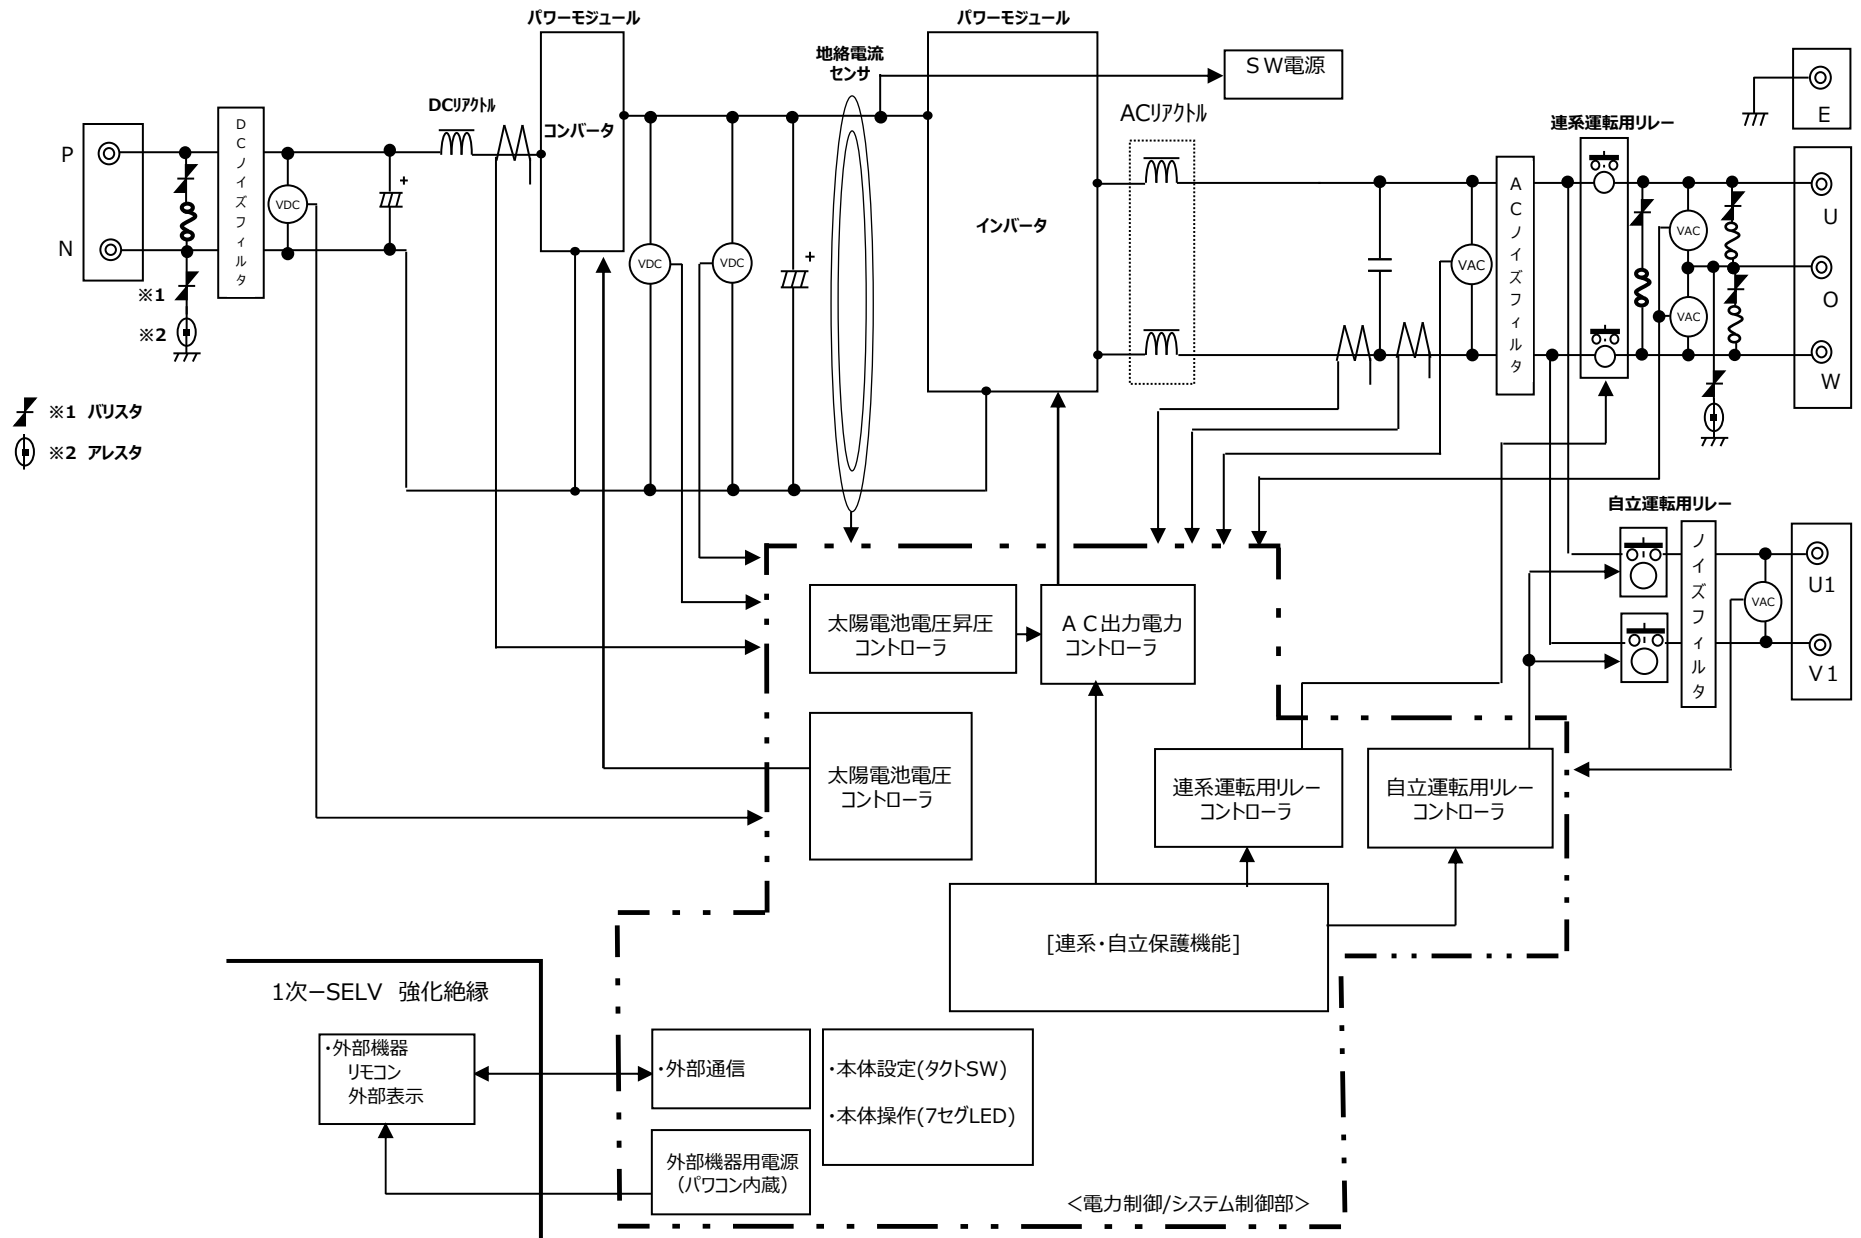 パワーモジュール
パワーモジュール
地絡電流
センサ
SW電源
DCリアクトル
ACリアクトル
連系運転用リレー
E
P
N
DCノイズフィルタ
VDC
+
コンバータ
VDC
VDC
+
インバータ
VAC
ACノイズフィルタ
VAC
VAC
U
O
W
※1
※2
※1 バリスタ
※2 アレスタ
自立運転用リレー
ノイズフィルタ
VAC
U1
V1
太陽電池電圧昇圧
コントローラ
AC出力電力
コントローラ
太陽電池電圧
コントローラ
連系運転用リレー
コントローラ
自立運転用リレー
コントローラ
[連系・自立保護機能]
1次−SELV 強化絶縁
・外部機器
リモコン
外部表示
・外部通信
・本体設定(タクトSW)
・本体操作(7セグLED)
外部機器用電源
(パワコン内蔵)
<電力制御/システム制御部>